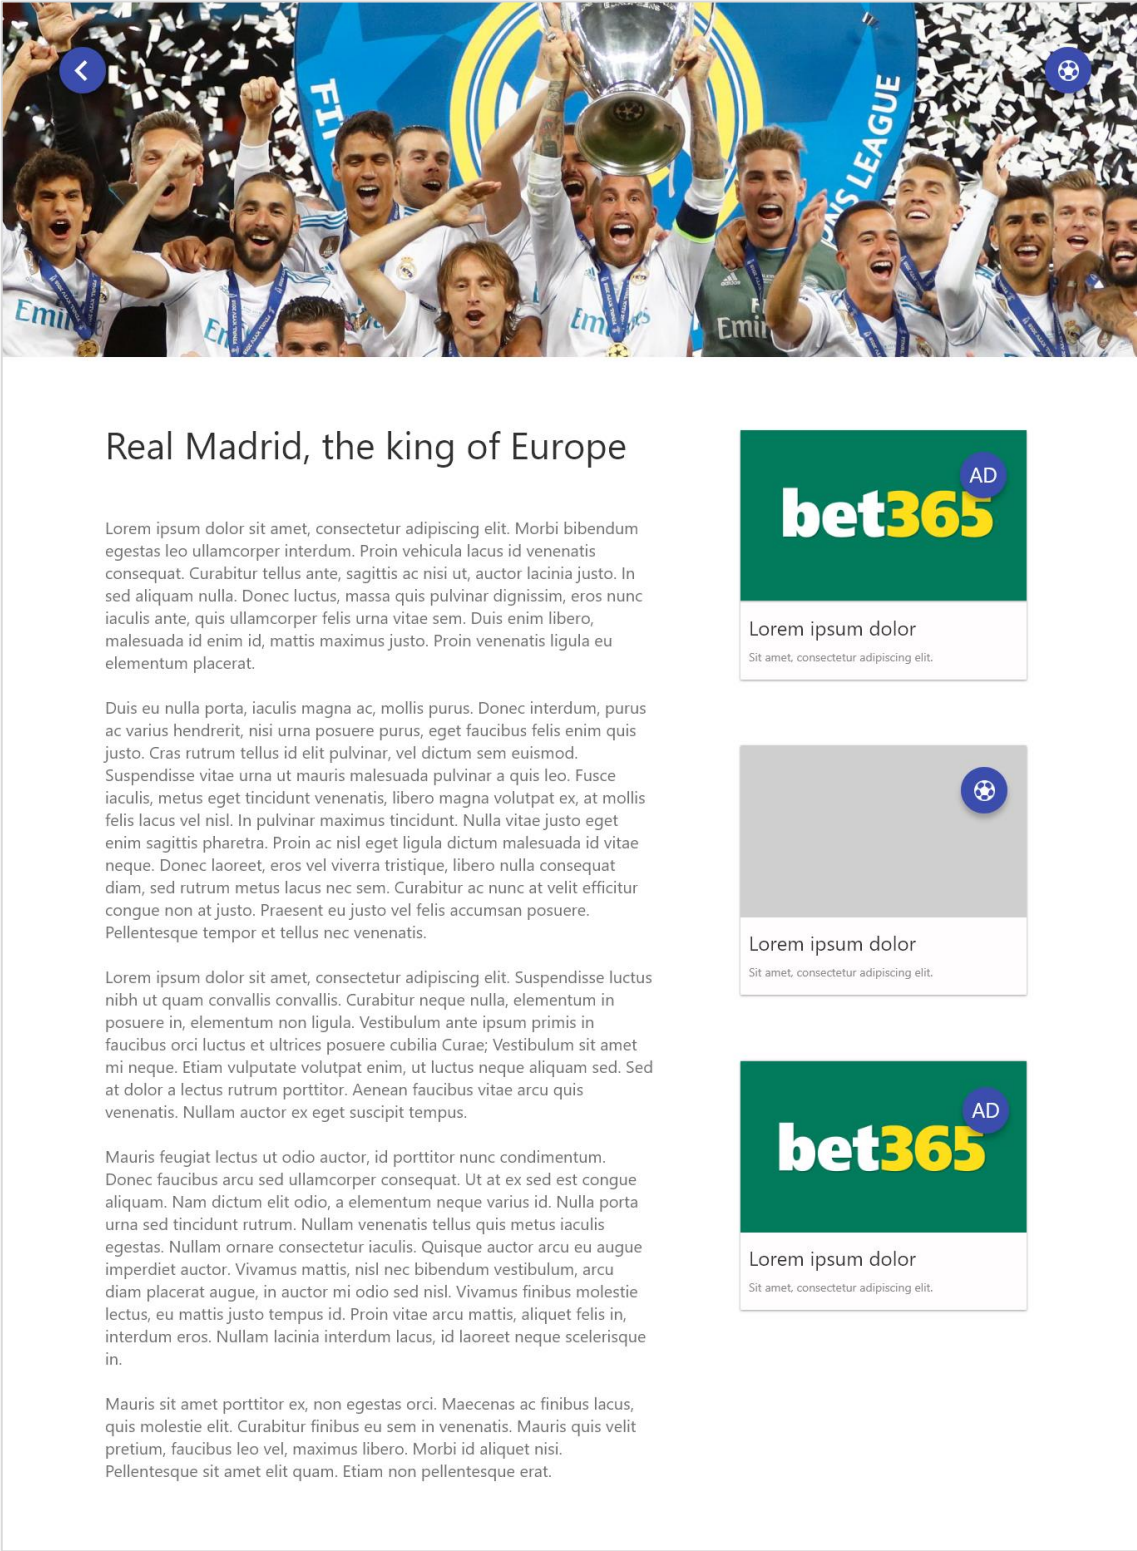 FI
ONS LEAGUE
Emi
Em
Em
Emi
Real Madrid, the king of Europe
Lorem ipsum dolor sit amet, consectetur adipiscing elit. Morbi bibendum
egestas leo ullamcorper interdum. Proin vehicula lacus id venenatis
consequat. Curabitur tellus ante, sagittis ac nisi ut, auctor lacinia justo. In
sed aliquam nulla. Donec luctus, massa quis pulvinar dignissim, eros nunc
iaculis ante, quis ullamcorper felis urna vitae sem. Duis enim libero,
malesuada id enim id, mattis maximus justo. Proin venenatis ligula eu
elementum placerat.
Duis eu nulla porta, iaculis magna ac, mollis purus. Donec interdum, purus
ac varius hendrerit, nisi urna posuere purus, eget faucibus felis enim quis
justo. Cras rutrum tellus id elit pulvinar, vel dictum sem euismod.
Suspendisse vitae urna ut mauris malesuada pulvinar a quis leo. Fusce
iaculis, metus eget tincidunt venenatis, libero magna volutpat ex, at mollis
felis lacus vel nisl. In pulvinar maximus tincidunt. Nulla vitae justo eget
enim sagittis pharetra. Proin ac nisl eget ligula dictum malesuada id vitae
neque. Donec laoreet, eros vel viverra tristique, libero nulla consequat
diam, sed rutrum metus lacus nec sem. Curabitur ac nunc at velit efficitur
congue non at justo. Praesent eu justo vel felis accumsan posuere.
Pellentesque tempor et tellus nec venenatis.
Lorem ipsum dolor sit amet, consectetur adipiscing elit. Suspendisse luctus
nibh ut quam convallis convallis. Curabitur neque nulla, elementum in
posuere in, elementum non ligula. Vestibulum ante ipsum primis in
faucibus orci luctus et ultrices posuere cubilia Curae; Vestibulum sit amet
mi neque. Etiam vulputate volutpat enim, ut luctus neque aliquam sed. Sed
at dolor a lectus rutrum porttitor. Aenean faucibus vitae arcu quis
venenatis. Nullam auctor ex eget suscipit tempus.
Mauris feugiat lectus ut odio auctor, id porttitor nunc condimentum.
Donec faucibus arcu sed ullamcorper consequat. Ut at ex sed est congue
aliquam. Nam dictum elit odio, a elementum neque varius id. Nulla porta
urna sed tincidunt rutrum. Nullam venenatis tellus quis metus iaculis
egestas. Nullam ornare consectetur iaculis. Quisque auctor arcu eu augue
imperdiet auctor. Vivamus mattis, nisl nec bibendum vestibulum, arcu
diam placerat augue, in auctor mi odio sed nisl. Vivamus finibus molestie
lectus, eu mattis justo tempus id. Proin vitae arcu mattis, aliquet felis in,
interdum eros. Nullam lacinia interdum lacus, id laoreet neque scelerisque
in.
Mauris sit amet porttitor ex, non egestas orci. Maecenas ac finibus lacus,
quis molestie elit. Curabitur finibus eu sem in venenatis. Mauris quis velit
pretium, faucibus leo vel, maximus libero. Morbi id aliquet nisi.
Pellentesque sit amet elit quam. Etiam non pellentesque erat.
AD
bet365
Lorem ipsum dolor
Sit amet, consectetur adipiscing elit.
Lorem ipsum dolor
Sit amet, consectetur adipiscing elit.
AD
bet365
Lorem ipsum dolor
Sit amet, consectetur adipiscing elit.